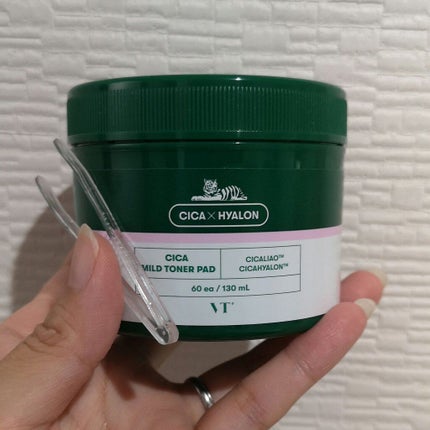 CICA × HYALON
CICA
MILD TONER PAD
CICALIAO™
CICAHYALON™
60 ea / 130 mL
VT